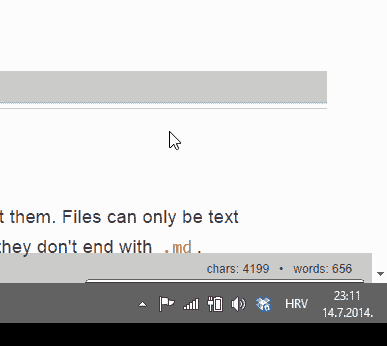 t them. Files can only be text
they don't end with .md .
chars: 4199 • words: 656
HRV
23:11
14.7.2014.